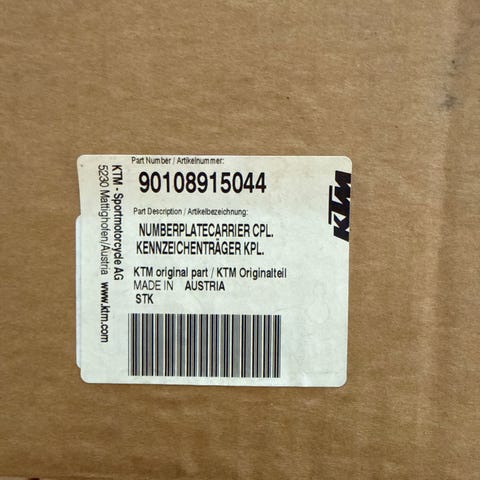 Part Number / Artikelnummer:
90108915044
Part Description / Artikelbezeichnung:
NUMBERPLATECARRIER CPL.
KENNZEICHENTRÄGER KPL.
KTM original part / KTM Originalteil
MADE IN AUSTRIA
STK
KTM - Sportmotorcycle AG
5230 Mattighofen/Austria www.ktm.com
KTM